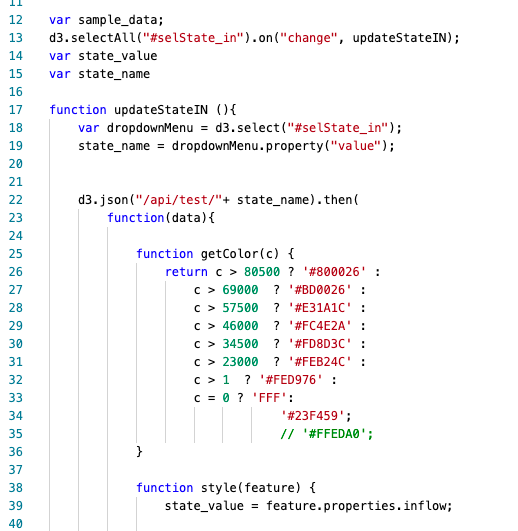 11
12 var sample_data;
13 d3.selectAll("#selState_in").on("change", updateStateIN);
14 var state_value
15 var state_name
16
17 function updateStateIN (){
18 var dropdownMenu = d3.select("#selState_in");
19 state_name = dropdownMenu.property("value");
20
21
22 d3.json("/api/test/"+ state_name).then(
23 function(data){
24
25 function getColor(c) {
26 return c > 80500 ? '#800026' :
27 c > 69000 ? '#BD0026' :
28 c > 57500 ? '#E31A1C' :
29 c > 46000 ? '#FC4E2A' :
30 c > 34500 ? '#FD8D3C' :
31 c > 23000 ? '#FEB24C' :
32 c > 1 ? '#FED976' :
33 c = 0 ? 'FFF':
34 '#23F459';
35 // '#FFEDA0';
36 }
37
38 function style(feature) {
39 state_value = feature.properties.inflow;
40